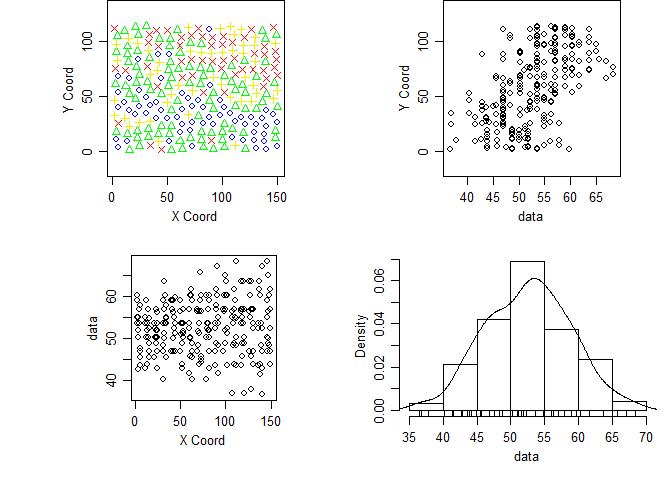 Y Coord
0 50 100
0 50 100 150
X Coord
Y Coord
0 50 100
40 45 50 55 60 65
data
data
40 50 60
0 50 100 150
X Coord
Density
0.00 0.02 0.04 0.06
35 40 45 50 55 60 65 70
data